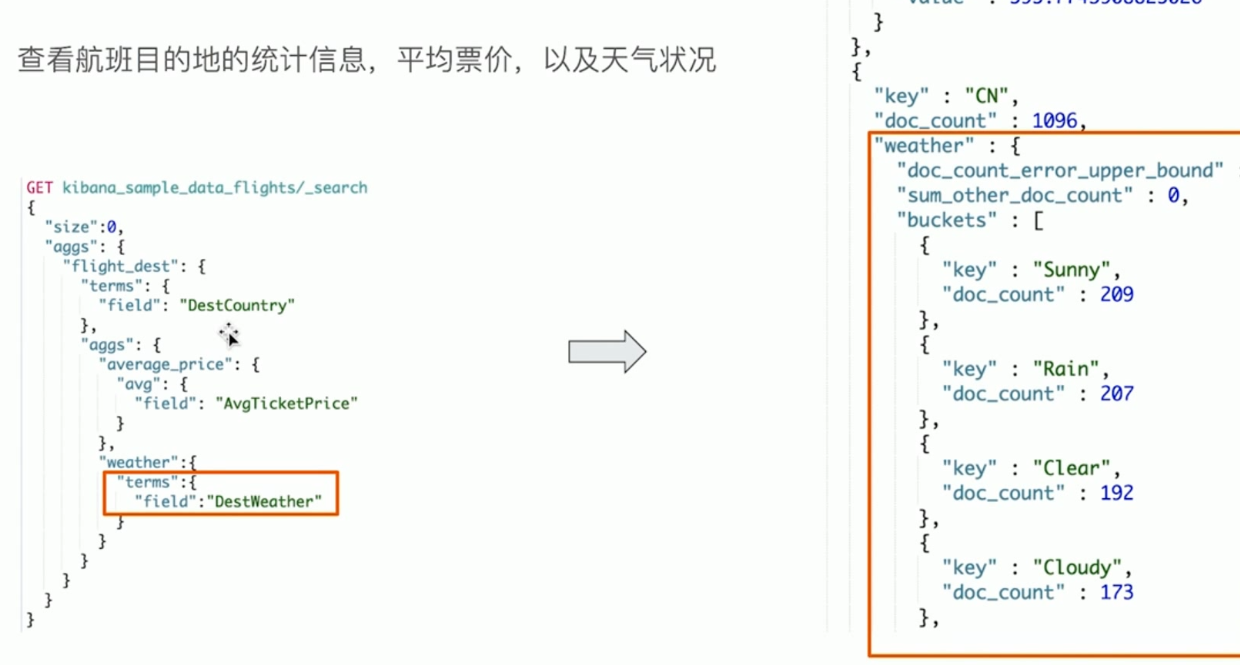 查看航班目的地的统计信息，平均票价，以及天气状况
GET kibana_sample_data_flights/_search
{
"size":0,
"aggs": {
"flight_dest": {
"terms": {
"field": "DestCountry"
},
"aggs": {
"average_price": {
"avg": {
"field": "AvgTicketPrice"
}
},
"weather":{
"terms":{
"field":"DestWeather"
}
}
}
}
}
}
}
},
{
"key" : "CN",
"doc_count" : 1096,
"weather" : {
"doc_count_error_upper_bound" :
"sum_other_doc_count" : 0,
"buckets" : [
{
"key" : "Sunny",
"doc_count" : 209
},
{
"key" : "Rain",
"doc_count" : 207
},
{
"key" : "Clear",
"doc_count" : 192
},
{
"key" : "Cloudy",
"doc_count" : 173
},